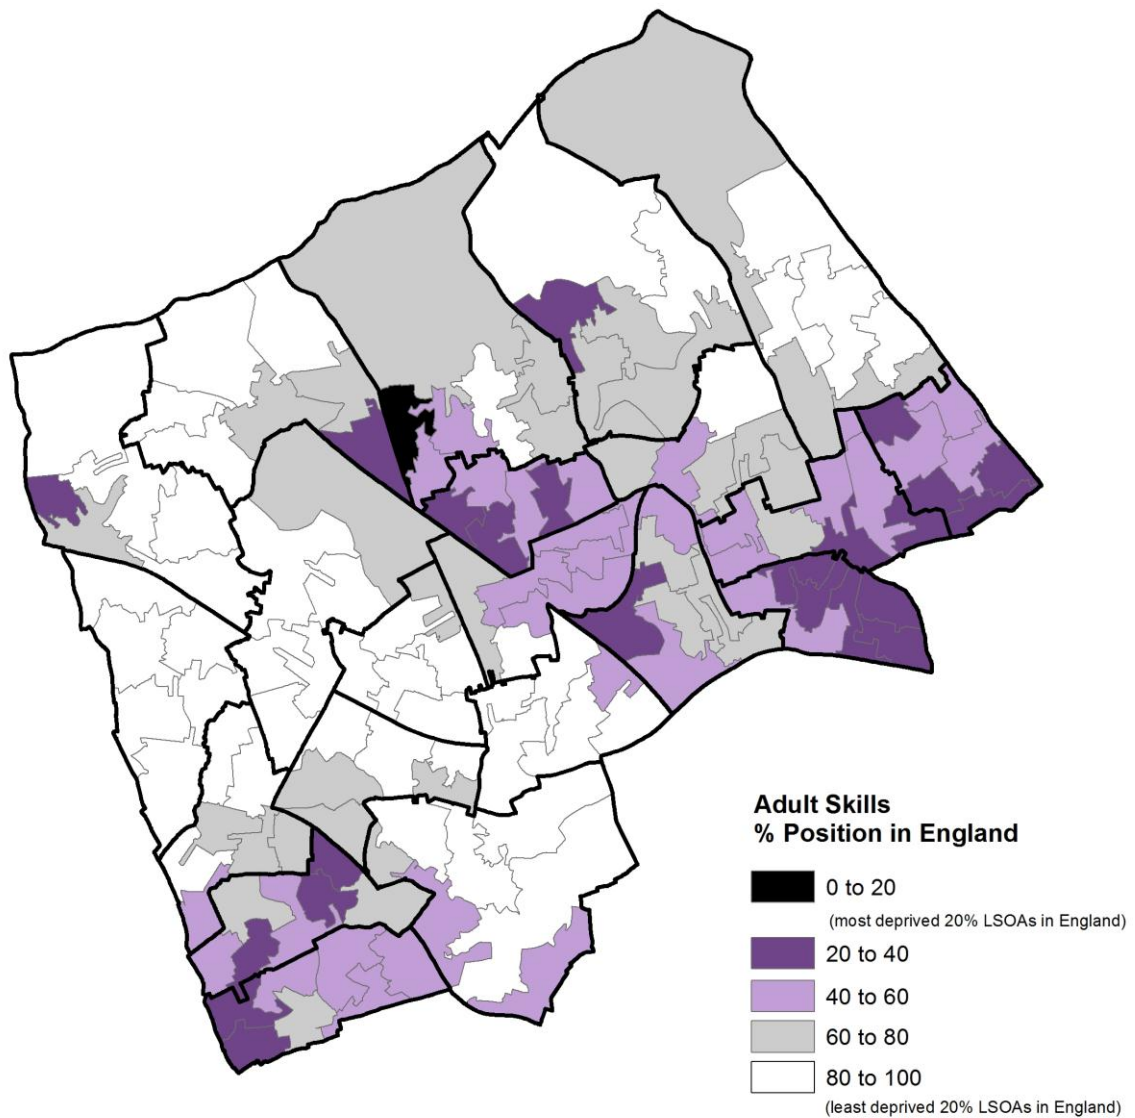 Adult Skills
% Position in England
0 to 20
(most deprived 20% LSOAs in England)
20 to 40
40 to 60
60 to 80
80 to 100
(least deprived 20% LSOAs in England)